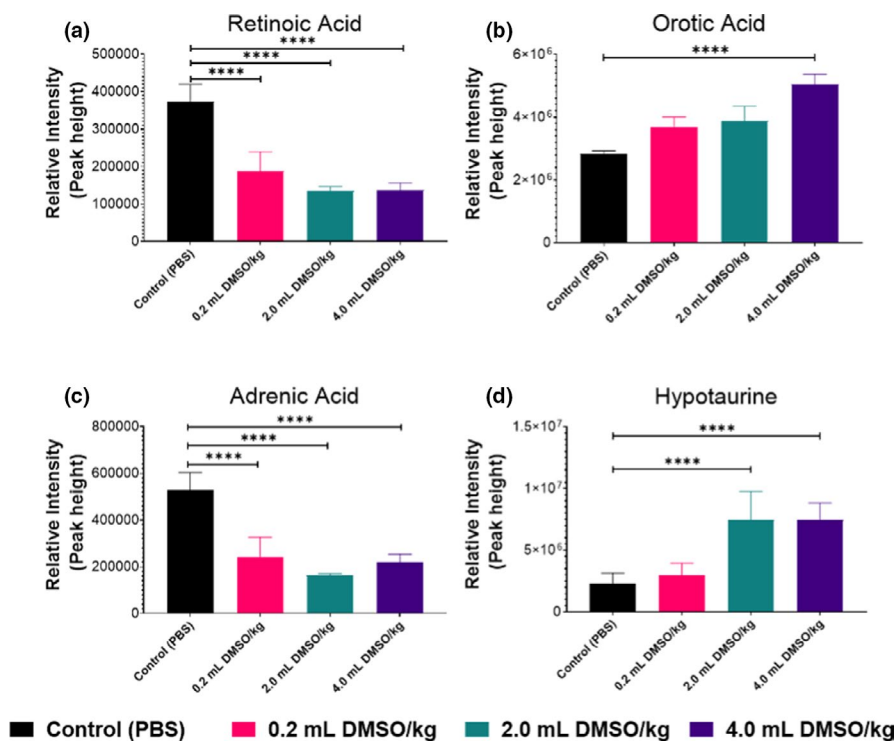 (a)
Retinoic Acid
****
****
****
Relative Intensity
(Peak height)
500000
400000
300000
200000
100000
0
Control (PBS)
0.2 mL DMSO/kg
2.0 mL DMSO/kg
4.0 mL DMSO/kg
(b)
Orotic Acid
****
Relative Intensity
(Peak height)
6×10⁶
4×10⁶
2×10⁶
0
Control (PBS)
0.2 mL DMSO/kg
2.0 mL DMSO/kg
4.0 mL DMSO/kg
(c)
Adrenic Acid
****
****
****
Relative Intensity
(Peak height)
800000
600000
400000
200000
0
Control (PBS)
0.2 mL DMSO/kg
2.0 mL DMSO/kg
4.0 mL DMSO/kg
(d)
Hypotaurine
****
****
Relative Intensity
(Peak height)
1.5×10⁷
1×10⁷
5×10⁶
0
Control (PBS)
0.2 mL DMSO/kg
2.0 mL DMSO/kg
4.0 mL DMSO/kg
Control (PBS) 0.2 mL DMSO/kg 2.0 mL DMSO/kg 4.0 mL DMSO/kg